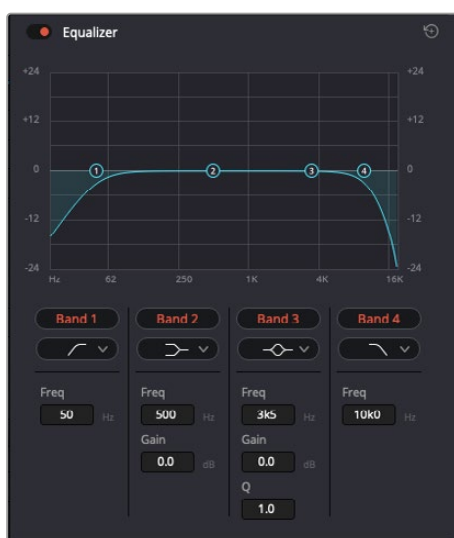 Equalizer
+24 +24
+12 +12
0 1 2 3 4 0
-12 -12
-24 -24
Hz 62 250 1K 4K 16K
Band 1 Band 2 Band 3 Band 4
Freq Freq Freq Freq
50 Hz 500 Hz 3k5 Hz 10k0 Hz
Gain Gain
0.0 dB 0.0 dB
Q
1.0